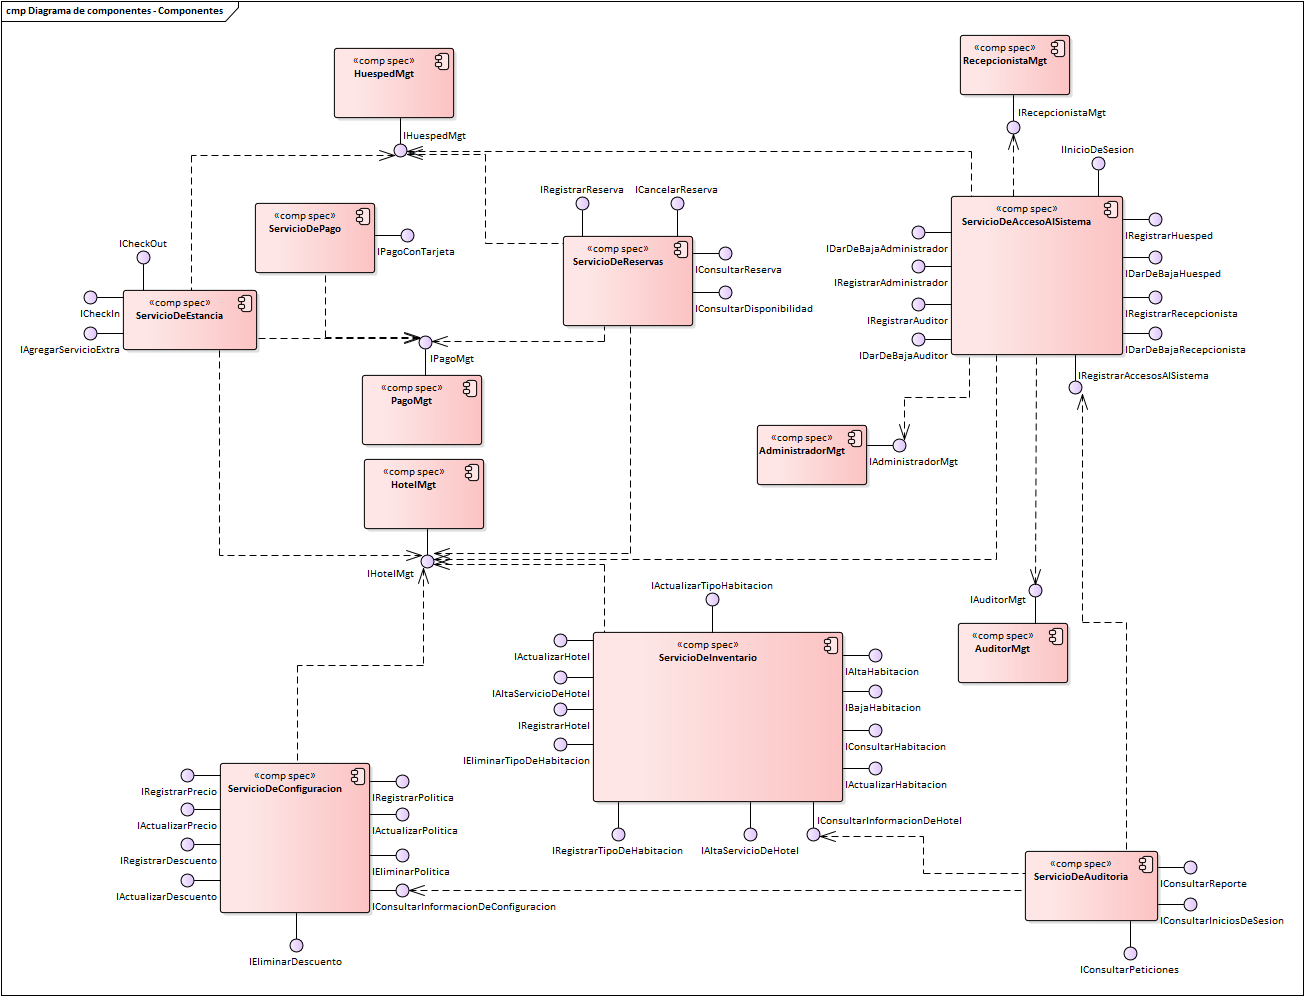 cmp Diagrama de componentes - Componentes
«comp spec»
HuespedMgt
IHuespedMgt
«comp spec»
RecepcionistaMgt
IRecepcionistaMgt
IInicioDeSesion
«comp spec»
ServicioDePago
IPagoConTarjeta
IRegistrarReserva
ICancelarReserva
«comp spec»
ServicioDeReservas
IConsultarReserva
IConsultarDisponibilidad
«comp spec»
ServicioDeAccesoAlSistema
IDarDeBajaAdministrador
IRegistrarAdministrador
IRegistrarAuditor
IDarDeBajaAuditor
IRegistrarHuesped
IDarDeBajaHuesped
IRegistrarRecepcionista
IDarDeBajaRecepcionista
IRegistrarAccesosAlSistema
ICheckOut
ICheckIn
IAgregarServicioExtra
«comp spec»
ServicioDeEstancia
IPagoMgt
«comp spec»
PagoMgt
«comp spec»
HotelMgt
IHotelMgt
«comp spec»
AdministradorMgt
IAdministradorMgt
IAuditorMgt
«comp spec»
AuditorMgt
IActualizarTipoHabitacion
«comp spec»
ServicioDeInventario
IActualizarHotel
IAltaServicioDeHotel
IRegistrarHotel
IEliminarTipoDeHabitacion
IAltaHabitacion
IBajaHabitacion
IConsultarHabitacion
IActualizarHabitacion
IRegistrarTipoDeHabitacion
IAltaServicioDeHotel
IConsultarInformacionDeHotel
«comp spec»
ServicioDeConfiguracion
IRegistrarPrecio
IActualizarPrecio
IRegistrarDescuento
IActualizarDescuento
IRegistrarPolitica
IActualizarPolitica
IEliminarPolitica
IConsultarInformacionDeConfiguracion
IEliminarDescuento
«comp spec»
ServicioDeAuditoria
IConsultarReporte
IConsultarIniciosDeSesion
IConsultarPeticiones